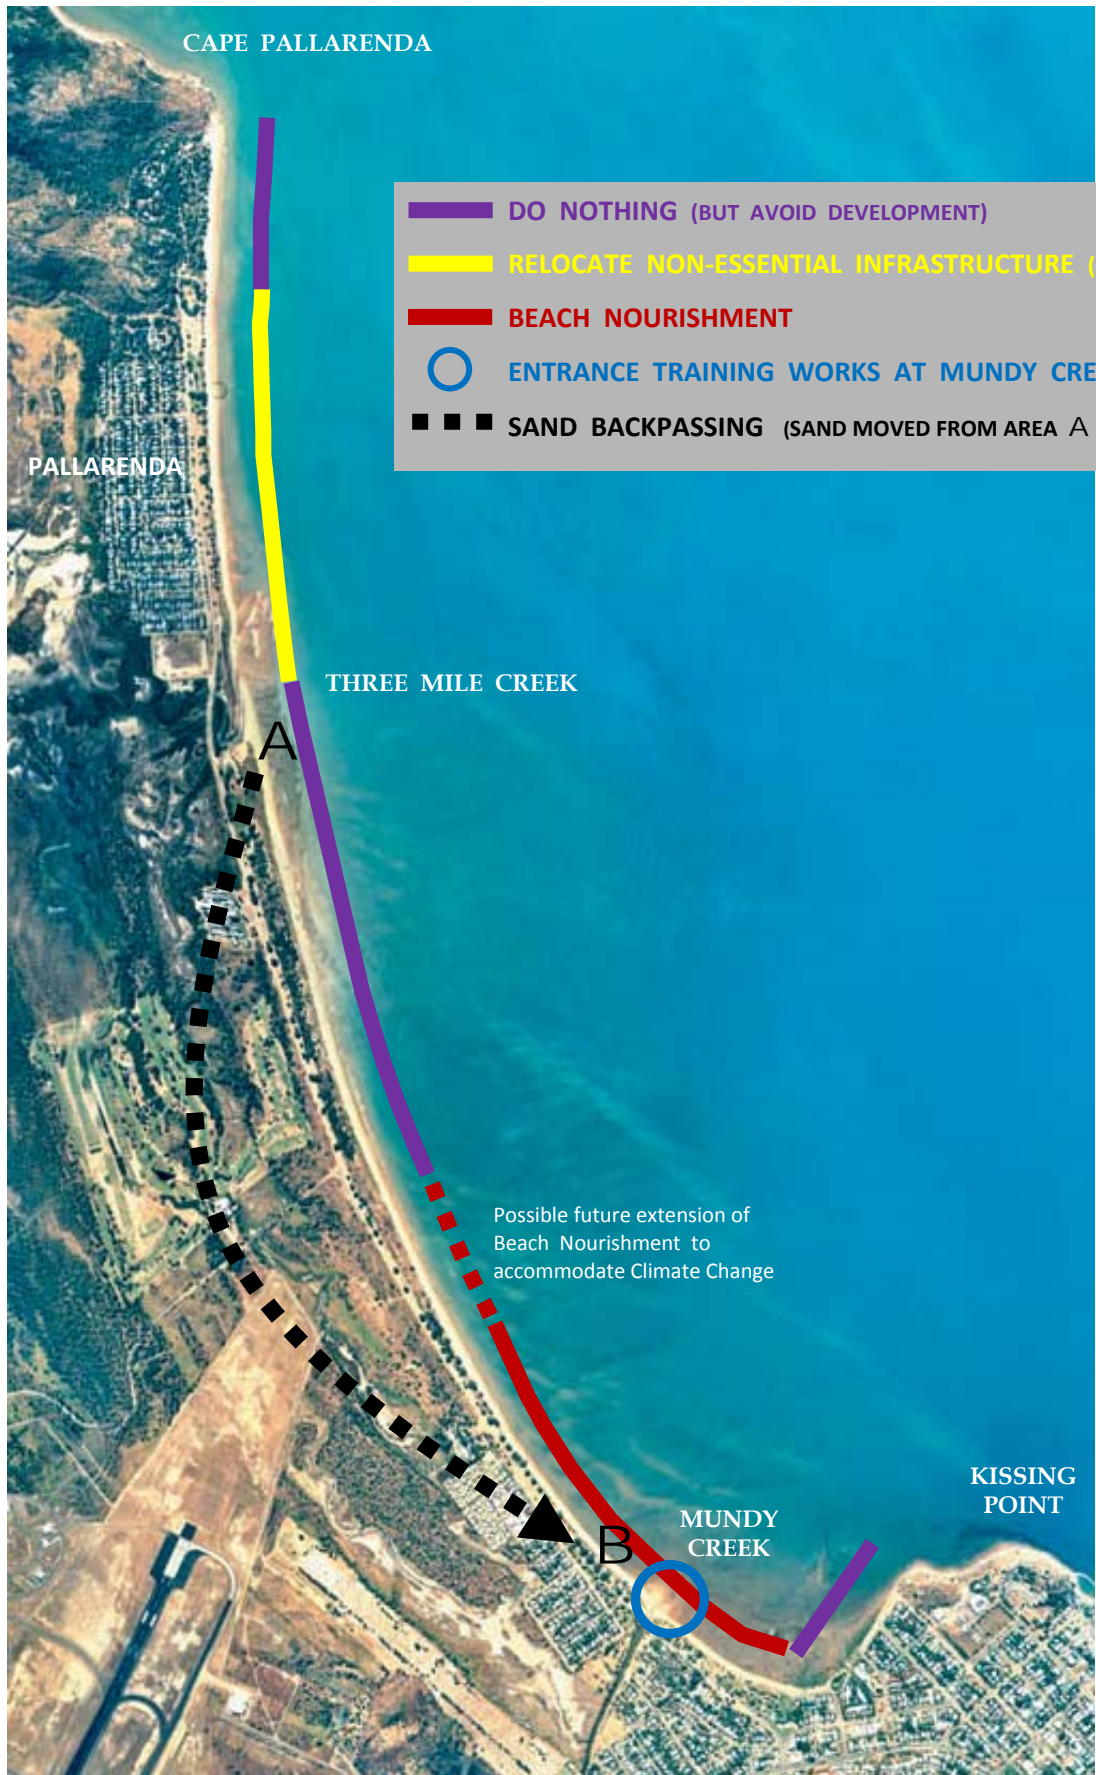 CAPE PALLARENDA
DO NOTHING (BUT AVOID DEVELOPMENT)
RELOCATE NON-ESSENTIAL INFRASTRUCTURE (
BEACH NOURISHMENT
ENTRANCE TRAINING WORKS AT MUNDY CRE
SAND BACKPASSING (SAND MOVED FROM AREA A
PALLARENDA
THREE MILE CREEK
A
Possible future extension of
Beach Nourishment to
accommodate Climate Change
KISSING
POINT
MUNDY
CREEK
B